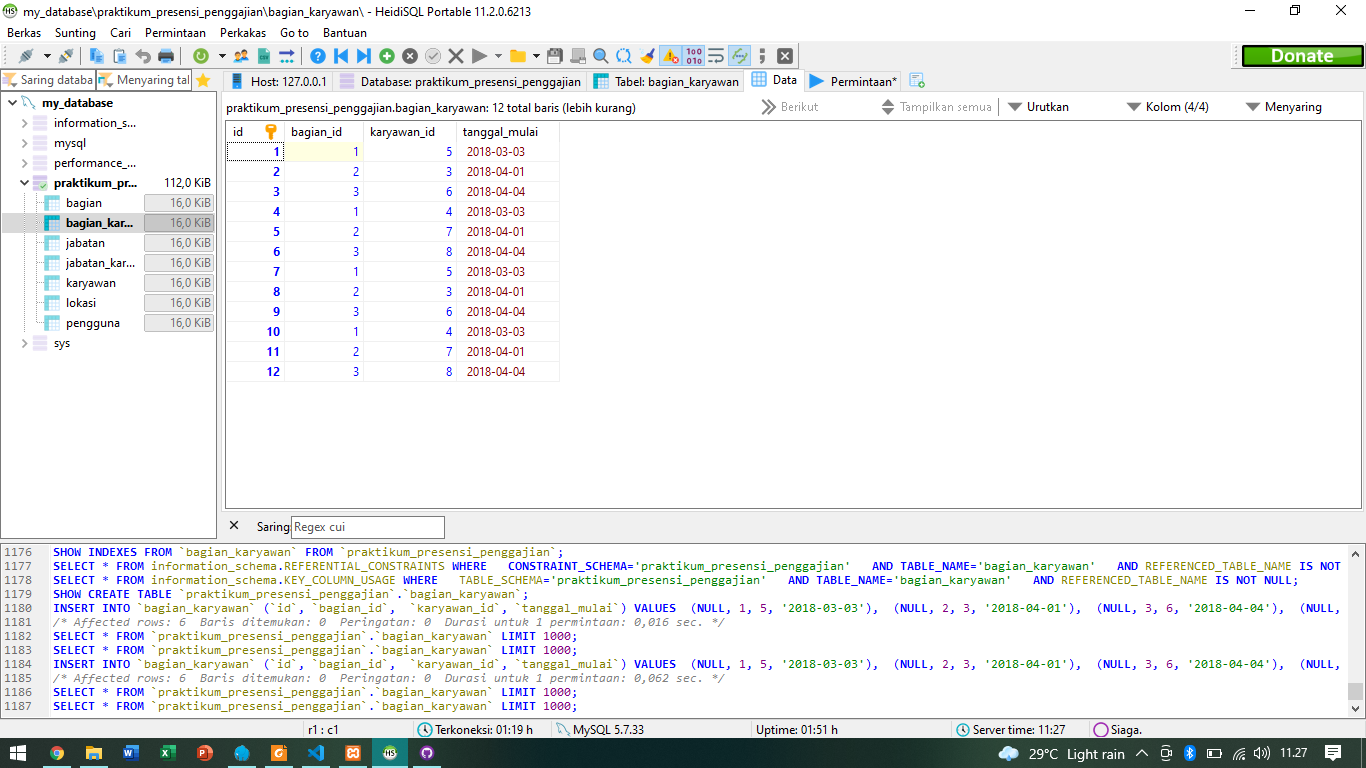 my_database\praktikum_presensi_penggajian\bagian_karyawan\ - HeidiSQL Portable 11.2.0.6213
Berkas Sunting Cari Permintaan Perkakas Go to Bantuan
Donate
Saring databa Menyaring tal Host: 127.0.0.1 Database: praktikum_presensi_penggajian Tabel: bagian_karyawan Data Permintaan*
my_database
information_s...
mysql
performance_...
praktikum_pr... 112,0 KiB
bagian 16,0 KiB
bagian_kar... 16,0 KiB
jabatan 16,0 KiB
jabatan_kar... 16,0 KiB
karyawan 16,0 KiB
lokasi 16,0 KiB
pengguna 16,0 KiB
sys
praktikum_presensi_penggajian.bagian_karyawan: 12 total baris (lebih kurang) Berikut Tampilkan semua Urutkan Kolom (4/4) Menyaring
id bagian_id karyawan_id tanggal_mulai
1 1 5 2018-03-03
2 2 3 2018-04-01
3 3 6 2018-04-04
4 1 4 2018-03-03
5 2 7 2018-04-01
6 3 8 2018-04-04
7 1 5 2018-03-03
8 2 3 2018-04-01
9 3 6 2018-04-04
10 1 4 2018-03-03
11 2 7 2018-04-01
12 3 8 2018-04-04
Saring: Regex cui
1176 SHOW INDEXES FROM `bagian_karyawan` FROM `praktikum_presensi_penggajian`;
1177 SELECT * FROM information_schema.REFERENTIAL_CONSTRAINTS WHERE CONSTRAINT_SCHEMA='praktikum_presensi_penggajian' AND TABLE_NAME='bagian_karyawan' AND REFERENCED_TABLE_NAME IS NOT
1178 SELECT * FROM information_schema.KEY_COLUMN_USAGE WHERE TABLE_SCHEMA='praktikum_presensi_penggajian' AND TABLE_NAME='bagian_karyawan' AND REFERENCED_TABLE_NAME IS NOT NULL;
1179 SHOW CREATE TABLE `praktikum_presensi_penggajian`.`bagian_karyawan`;
1180 INSERT INTO `bagian_karyawan` (`id`, `bagian_id`, `karyawan_id`, `tanggal_mulai`) VALUES (NULL, 1, 5, '2018-03-03'), (NULL, 2, 3, '2018-04-01'), (NULL, 3, 6, '2018-04-04'), (NULL,
1181 /* Affected rows: 6 Baris ditemukan: 0 Peringatan: 0 Durasi untuk 1 permintaan: 0,016 sec. */
1182 SELECT * FROM `praktikum_presensi_penggajian`.`bagian_karyawan` LIMIT 1000;
1183 SELECT * FROM `praktikum_presensi_penggajian`.`bagian_karyawan` LIMIT 1000;
1184 INSERT INTO `bagian_karyawan` (`id`, `bagian_id`, `karyawan_id`, `tanggal_mulai`) VALUES (NULL, 1, 5, '2018-03-03'), (NULL, 2, 3, '2018-04-01'), (NULL, 3, 6, '2018-04-04'), (NULL,
1185 /* Affected rows: 6 Baris ditemukan: 0 Peringatan: 0 Durasi untuk 1 permintaan: 0,062 sec. */
1186 SELECT * FROM `praktikum_presensi_penggajian`.`bagian_karyawan` LIMIT 1000;
1187 SELECT * FROM `praktikum_presensi_penggajian`.`bagian_karyawan` LIMIT 1000;
r1 : c1 Terkoneksi: 01:19 h MySQL 5.7.33 Uptime: 01:51 h Server time: 11:27 Siaga.
29°C Light rain 11.27